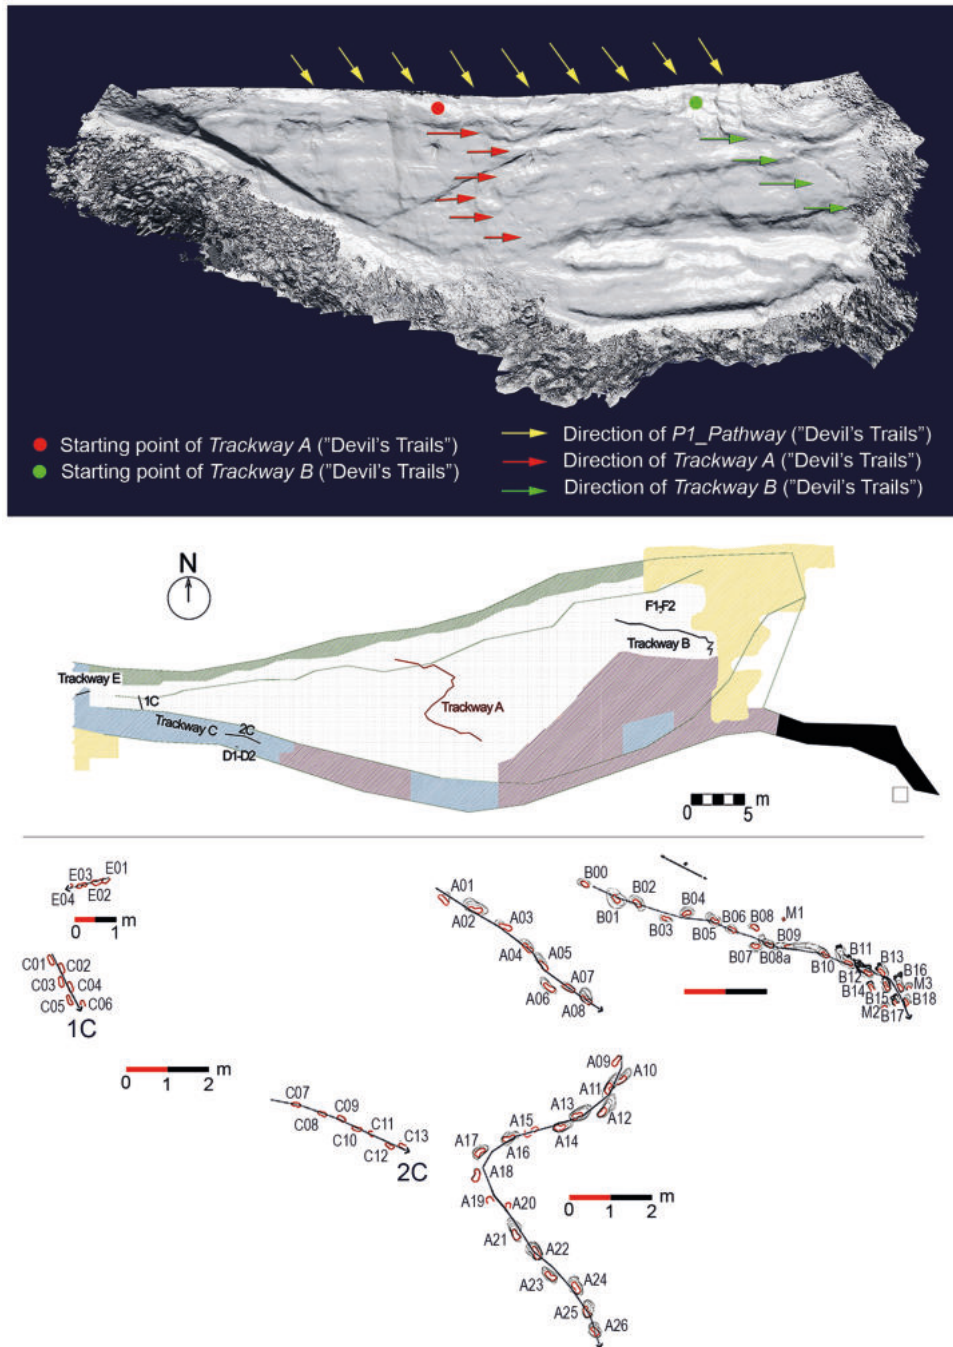 Starting point of Trackway A ("Devil's Trails")
Starting point of Trackway B ("Devil's Trails")
Direction of P1_Pathway ("Devil's Trails")
Direction of Trackway A ("Devil's Trails")
Direction of Trackway B ("Devil's Trails")
N
F1-F2
Trackway B
Trackway E
1C
Trackway A
Trackway C
2C
D1-D2
0 5 m
E03 E01
E04 E02
0 1 m
C01 C02
C03 C04
C05 C06
1C
0 1 2 m
A01
A02 A03
A04 A05
A06 A07
A08
B00
B01 B02
B03 B04
B05 B06 B08 M1
B07 B08a B09
B10 B11
B12 B13
B14 B16
B15 M3
M2 B17 B18
C07
C08 C09
C10 C11
C12 C13
2C
A09
A11 A10
A13 A12
A15 A14
A17 A16
A18
A19 A20
A21
A22
A23 A24
A25
A26
0 1 2 m